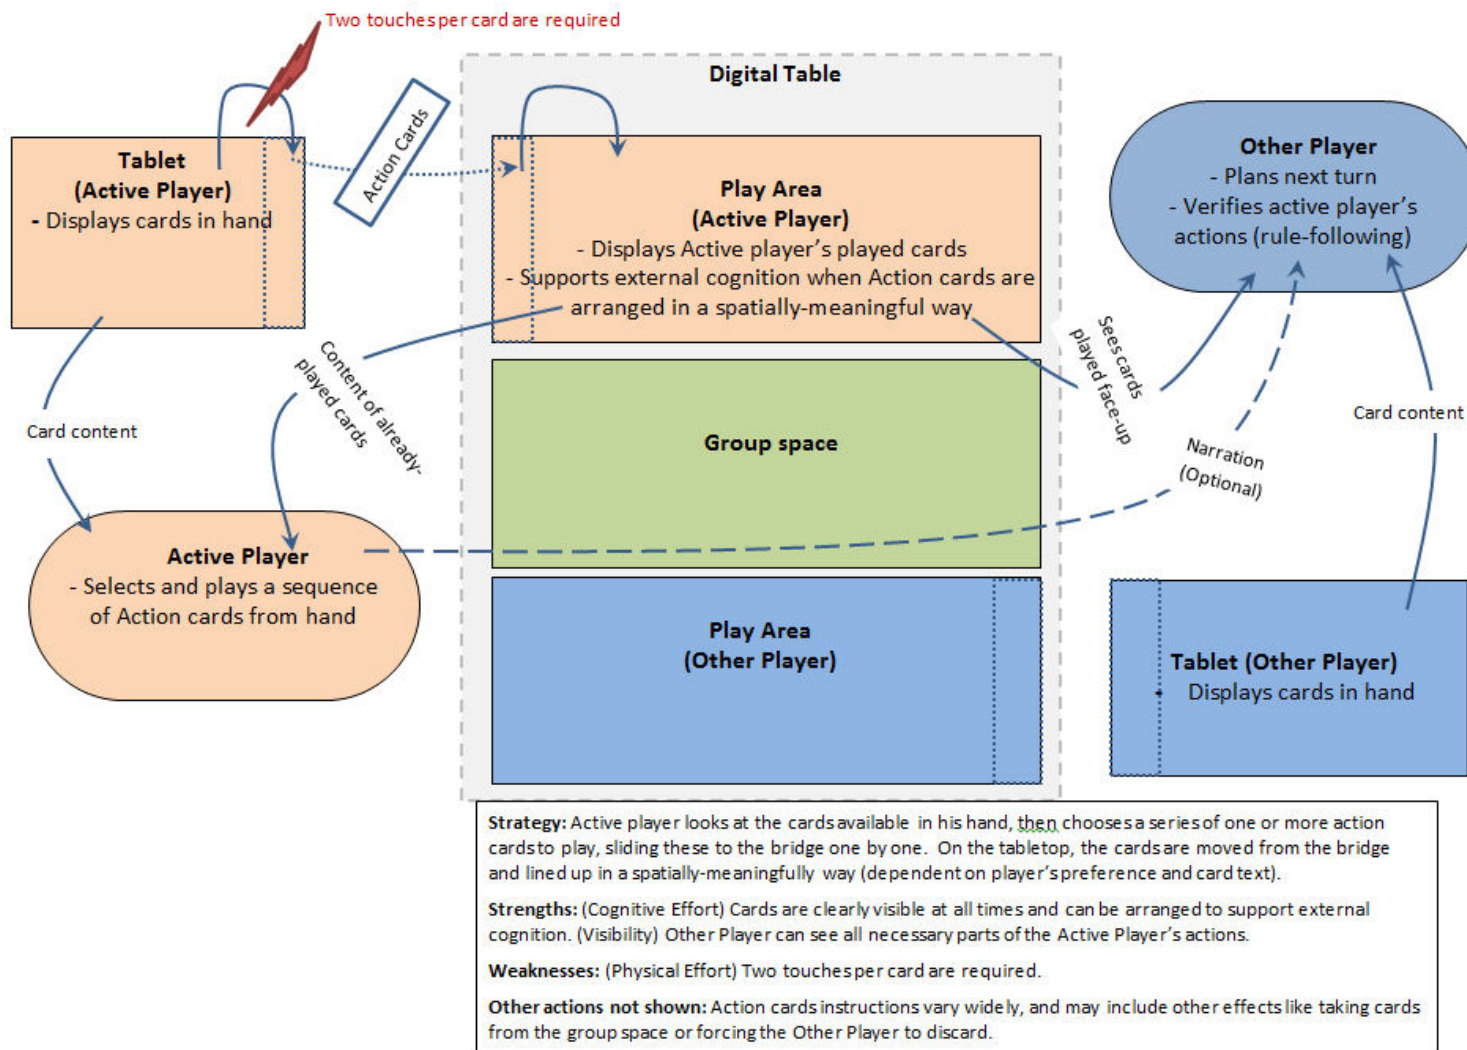 Two touches per card are required
Digital Table
Action Cards
Tablet
(Active Player)
- Displays cards in hand
Play Area
(Active Player)
- Displays Active player's played cards
- Supports external cognition when Action cards are
arranged in a spatially-meaningful way
Other Player
- Plans next turn
- Verifies active player's
actions (rule-following)
Card content
Content of already-
played cards
Sees cards
played face-up
Card content
Group space
Narration
(Optional)
Active Player
- Selects and plays a sequence
of Action cards from hand
Play Area
(Other Player)
Tablet (Other Player)
- Displays cards in hand
Strategy: Active player looks at the cards available in his hand, then chooses a series of one or more action
cards to play, sliding these to the bridge one by one. On the tabletop, the cards are moved from the bridge
and lined up in a spatially-meaningfully way (dependent on player's preference and card text).
Strengths: (Cognitive Effort) Cards are clearly visible at all times and can be arranged to support external
cognition. (Visibility) Other Player can see all necessary parts of the Active Player's actions.
Weaknesses: (Physical Effort) Two touches per card are required.
Other actions not shown: Action cards instructions vary widely, and may include other effects like taking cards
from the group space or forcing the Other Player to discard.